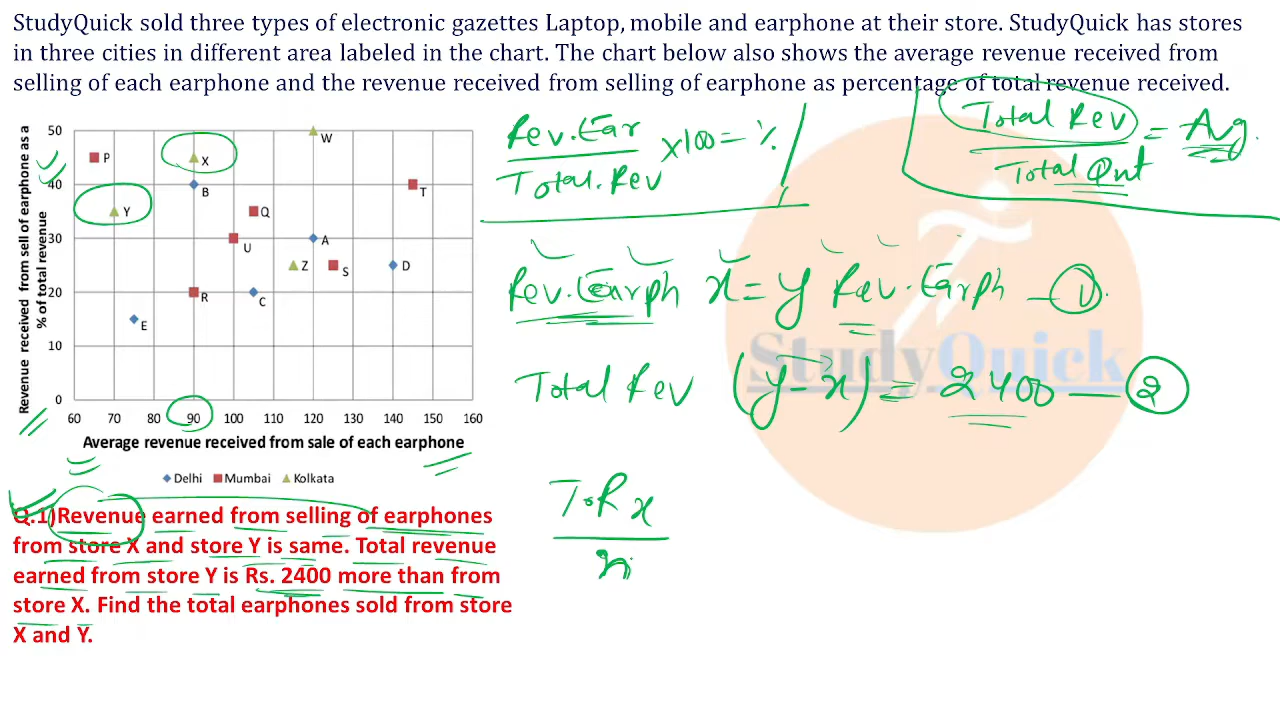 StudyQuick sold three types of electronic gazettes Laptop, mobile and earphone at their store. StudyQuick has stores
in three cities in different area labeled in the chart. The chart below also shows the average revenue received from
selling of each earphone and the revenue received from selling of earphone as percentage of total revenue received.
Revenue received from sell of earphone as a
% of total revenue
50
40
30
20
10
0
W
P
X
B
T
Y
Q
A
U
Z
S
D
R
C
E
60 70 80 90 100 110 120 130 140 150 160
Average revenue received from sale of each earphone
Delhi Mumbai Kolkata
Q.1)Revenue earned from selling of earphones
from store X and store Y is same. Total revenue
earned from store Y is Rs. 2400 more than from
store X. Find the total earphones sold from store
X and Y.
Rev.Ear
Total.Rev
x100 = %
Total Rev
Total Qnt
= Avg.
Rev.Earph x = y Rev.Earph — 1.
Total Rev (y - x) = 2400 — 2
T.R x
StudyQuick